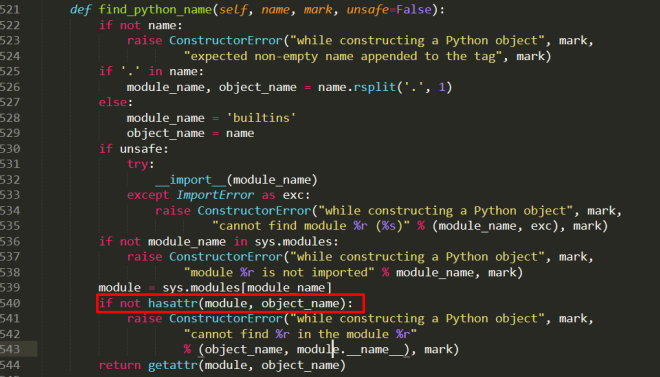 521 def find_python_name(self, name, mark, unsafe=False):
522 if not name:
523 raise ConstructorError("while constructing a Python object", mark,
524 "expected non-empty name appended to the tag", mark)
525 if '.' in name:
526 module_name, object_name = name.rsplit('.', 1)
527 else:
528 module_name = 'builtins'
529 object_name = name
530 if unsafe:
531 try:
532 __import__(module_name)
533 except ImportError as exc:
534 raise ConstructorError("while constructing a Python object", mark,
535 "cannot find module %r (%s)" % (module_name, exc), mark)
536 if not module_name in sys.modules:
537 raise ConstructorError("while constructing a Python object", mark,
538 "module %r is not imported" % module_name, mark)
539 module = sys.modules[module_name]
540 if not hasattr(module, object_name):
541 raise ConstructorError("while constructing a Python object", mark,
542 "cannot find %r in the module %r"
543 % (object_name, module.__name__), mark)
544 return getattr(module, object_name)